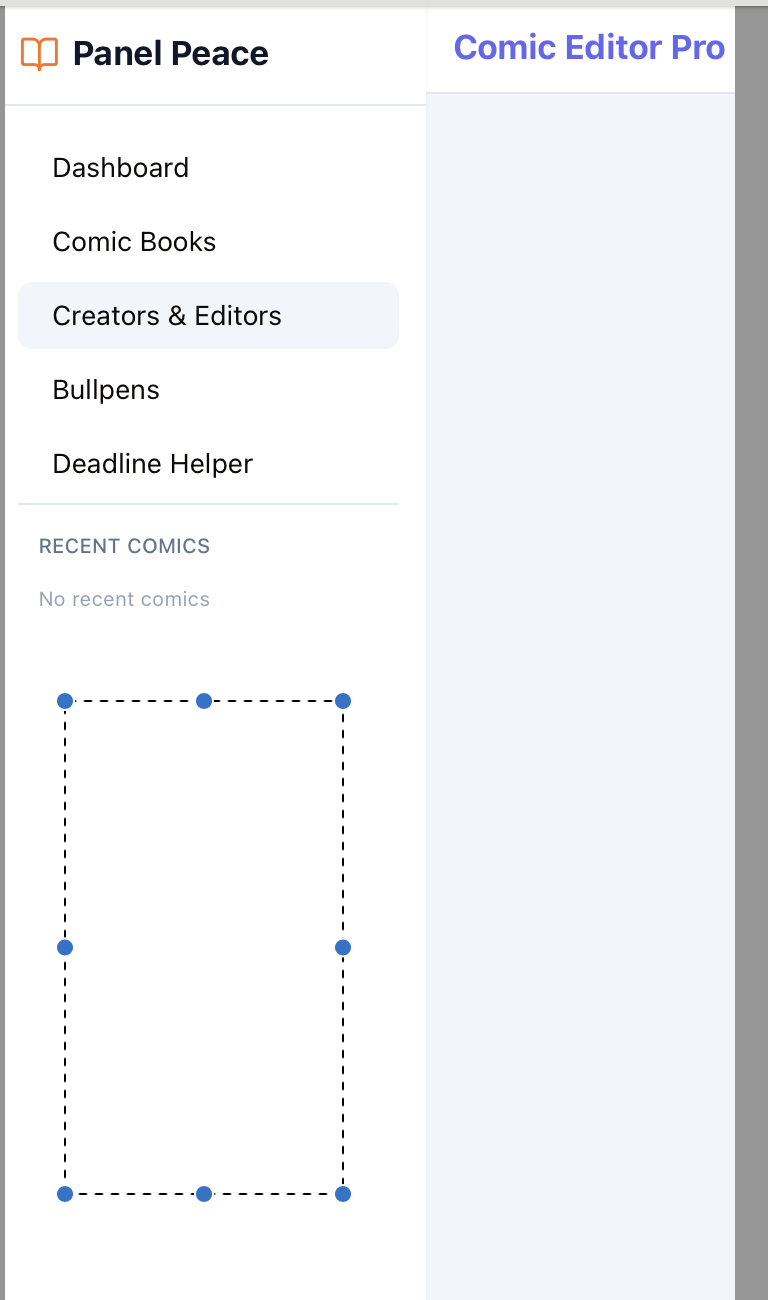 Panel Peace
Comic Editor Pro
Dashboard
Comic Books
Creators & Editors
Bullpens
Deadline Helper
RECENT COMICS
No recent comics